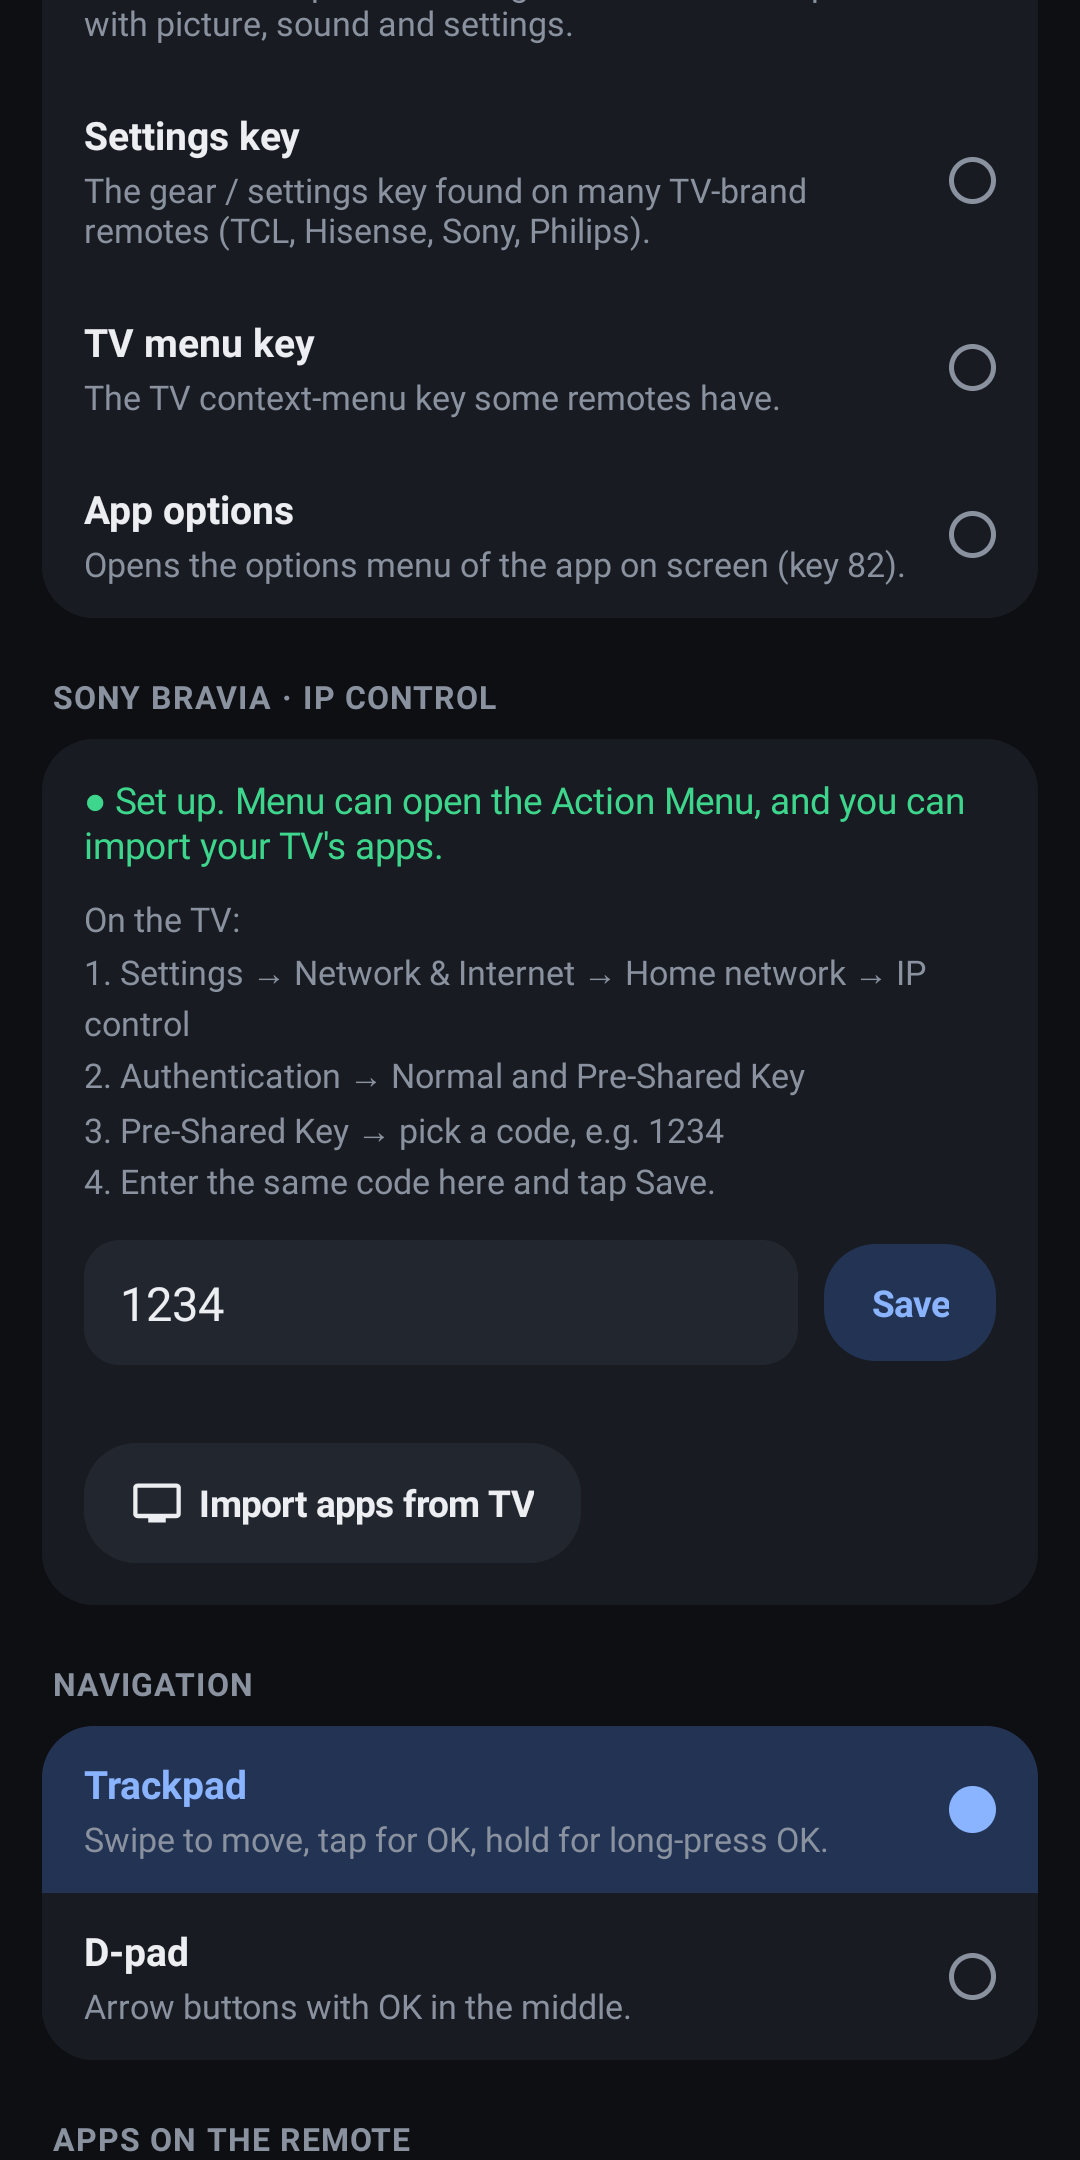 with picture, sound and settings.
Settings key
The gear / settings key found on many TV-brand
remotes (TCL, Hisense, Sony, Philips).
TV menu key
The TV context-menu key some remotes have.
App options
Opens the options menu of the app on screen (key 82).
SONY BRAVIA · IP CONTROL
● Set up. Menu can open the Action Menu, and you can
import your TV's apps.
On the TV:
1. Settings → Network & Internet → Home network → IP
control
2. Authentication → Normal and Pre-Shared Key
3. Pre-Shared Key → pick a code, e.g. 1234
4. Enter the same code here and tap Save.
1234
Save
Import apps from TV
NAVIGATION
Trackpad
Swipe to move, tap for OK, hold for long-press OK.
D-pad
Arrow buttons with OK in the middle.
APPS ON THE REMOTE